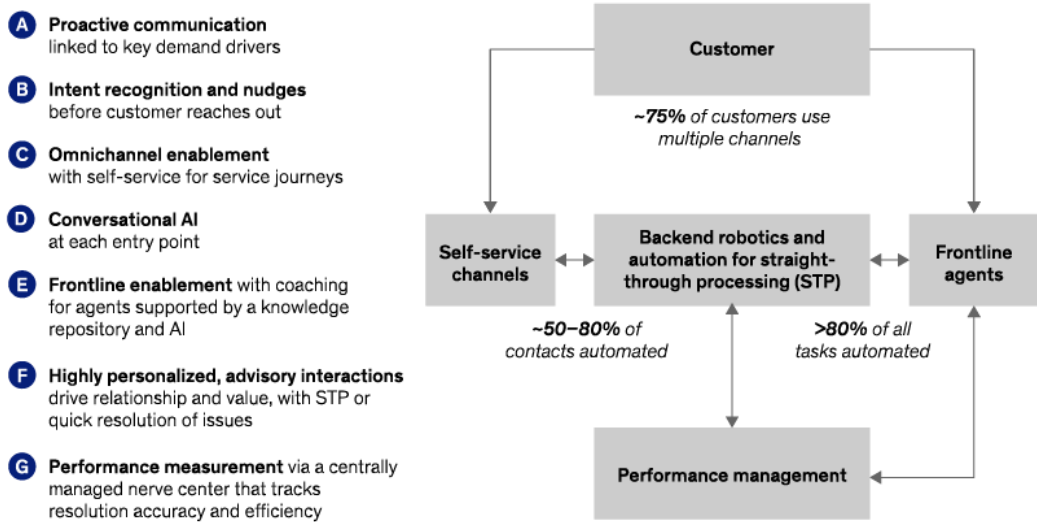 A
Proactive communication
linked to key demand drivers
B
Intent recognition and nudges
before customer reaches out
C
Omnichannel enablement
with self-service for service journeys
D
Conversational AI
at each entry point
E
Frontline enablement with coaching
for agents supported by a knowledge
repository and AI
F
Highly personalized, advisory interactions
drive relationship and value, with STP or
quick resolution of issues
G
Performance measurement via a centrally
managed nerve center that tracks
resolution accuracy and efficiency
Customer
~75% of customers use
multiple channels
Self-service
channels
Backend robotics and
automation for straight-
through processing (STP)
Frontline
agents
~50–80% of
contacts automated
>80% of all
tasks automated
Performance management